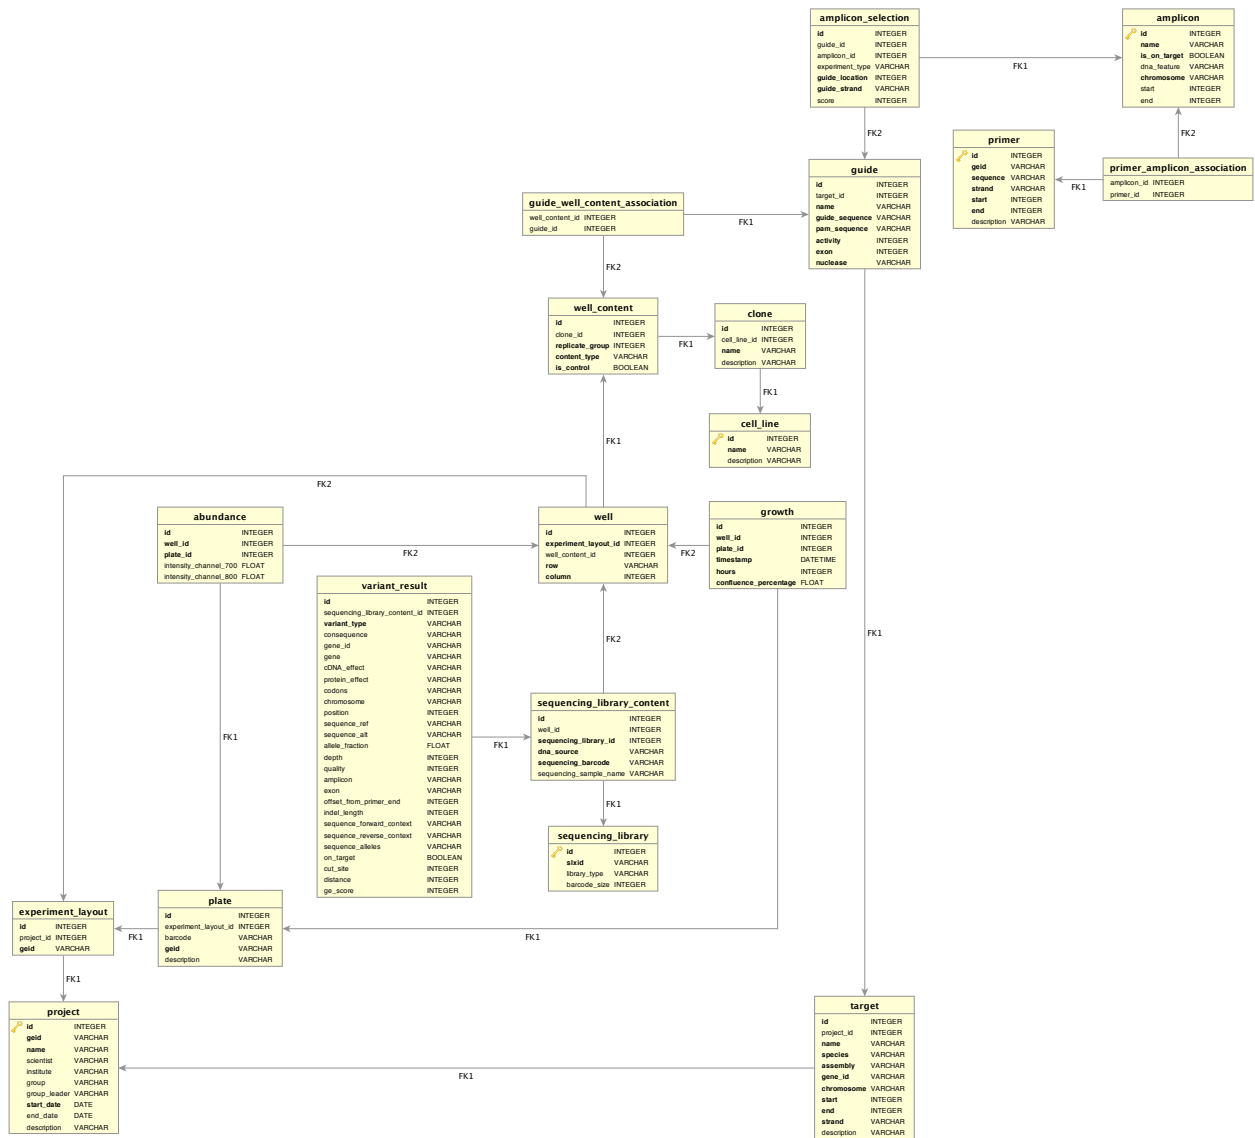 amplicon_selection
id INTEGER
guide_id INTEGER
amplicon_id INTEGER
experiment_type VARCHAR
guide_location INTEGER
guide_strand VARCHAR
score INTEGER
FK1
FK2
amplicon
id INTEGER
name VARCHAR
is_on_target BOOLEAN
dna_feature VARCHAR
chromosome VARCHAR
start INTEGER
end INTEGER
FK2
primer
id INTEGER
geid VARCHAR
sequence VARCHAR
strand VARCHAR
start INTEGER
end INTEGER
description VARCHAR
FK1
primer_amplicon_association
amplicon_id INTEGER
primer_id INTEGER
guide
id INTEGER
target_id INTEGER
name VARCHAR
guide_sequence VARCHAR
pam_sequence VARCHAR
activity INTEGER
exon INTEGER
nuclease VARCHAR
guide_well_content_association
well_content_id INTEGER
guide_id INTEGER
FK1
FK2
well_content
id INTEGER
clone_id INTEGER
replicate_group INTEGER
content_type VARCHAR
is_control BOOLEAN
FK1
clone
id INTEGER
cell_line_id INTEGER
name VARCHAR
description VARCHAR
FK1
cell_line
id INTEGER
name VARCHAR
description VARCHAR
FK1
FK2
abundance
id INTEGER
well_id INTEGER
plate_id INTEGER
intensity_channel_700 FLOAT
intensity_channel_800 FLOAT
FK2
well
id INTEGER
experiment_layout_id INTEGER
well_content_id INTEGER
row VARCHAR
column INTEGER
FK2
growth
id INTEGER
well_id INTEGER
plate_id INTEGER
timestamp DATETIME
hours INTEGER
confluence_percentage FLOAT
variant_result
id INTEGER
sequencing_library_content_id INTEGER
variant_type VARCHAR
consequence VARCHAR
gene_id VARCHAR
gene VARCHAR
cDNA_effect VARCHAR
protein_effect VARCHAR
codons VARCHAR
chromosome VARCHAR
position INTEGER
sequence_ref VARCHAR
sequence_alt VARCHAR
allele_fraction FLOAT
depth INTEGER
quality INTEGER
amplicon VARCHAR
exon VARCHAR
offset_from_primer_end INTEGER
indel_length INTEGER
sequence_forward_context VARCHAR
sequence_reverse_context VARCHAR
sequence_alleles VARCHAR
on_target BOOLEAN
cut_site INTEGER
distance INTEGER
ge_score INTEGER
FK2
FK1
sequencing_library_content
id INTEGER
well_id INTEGER
sequencing_library_id INTEGER
dna_source VARCHAR
sequencing_barcode VARCHAR
sequencing_sample_name VARCHAR
FK1
FK1
FK1
sequencing_library
id INTEGER
slxid VARCHAR
library_type VARCHAR
barcode_size INTEGER
experiment_layout
id INTEGER
project_id INTEGER
geid VARCHAR
FK1
plate
id INTEGER
experiment_layout_id INTEGER
barcode VARCHAR
geid VARCHAR
description VARCHAR
FK1
FK1
project
id INTEGER
geid VARCHAR
name VARCHAR
scientist VARCHAR
institute VARCHAR
group VARCHAR
group_leader VARCHAR
start_date DATE
end_date DATE
description VARCHAR
FK1
target
id INTEGER
project_id INTEGER
name VARCHAR
species VARCHAR
assembly VARCHAR
gene_id VARCHAR
chromosome VARCHAR
start INTEGER
end INTEGER
strand VARCHAR
description VARCHAR